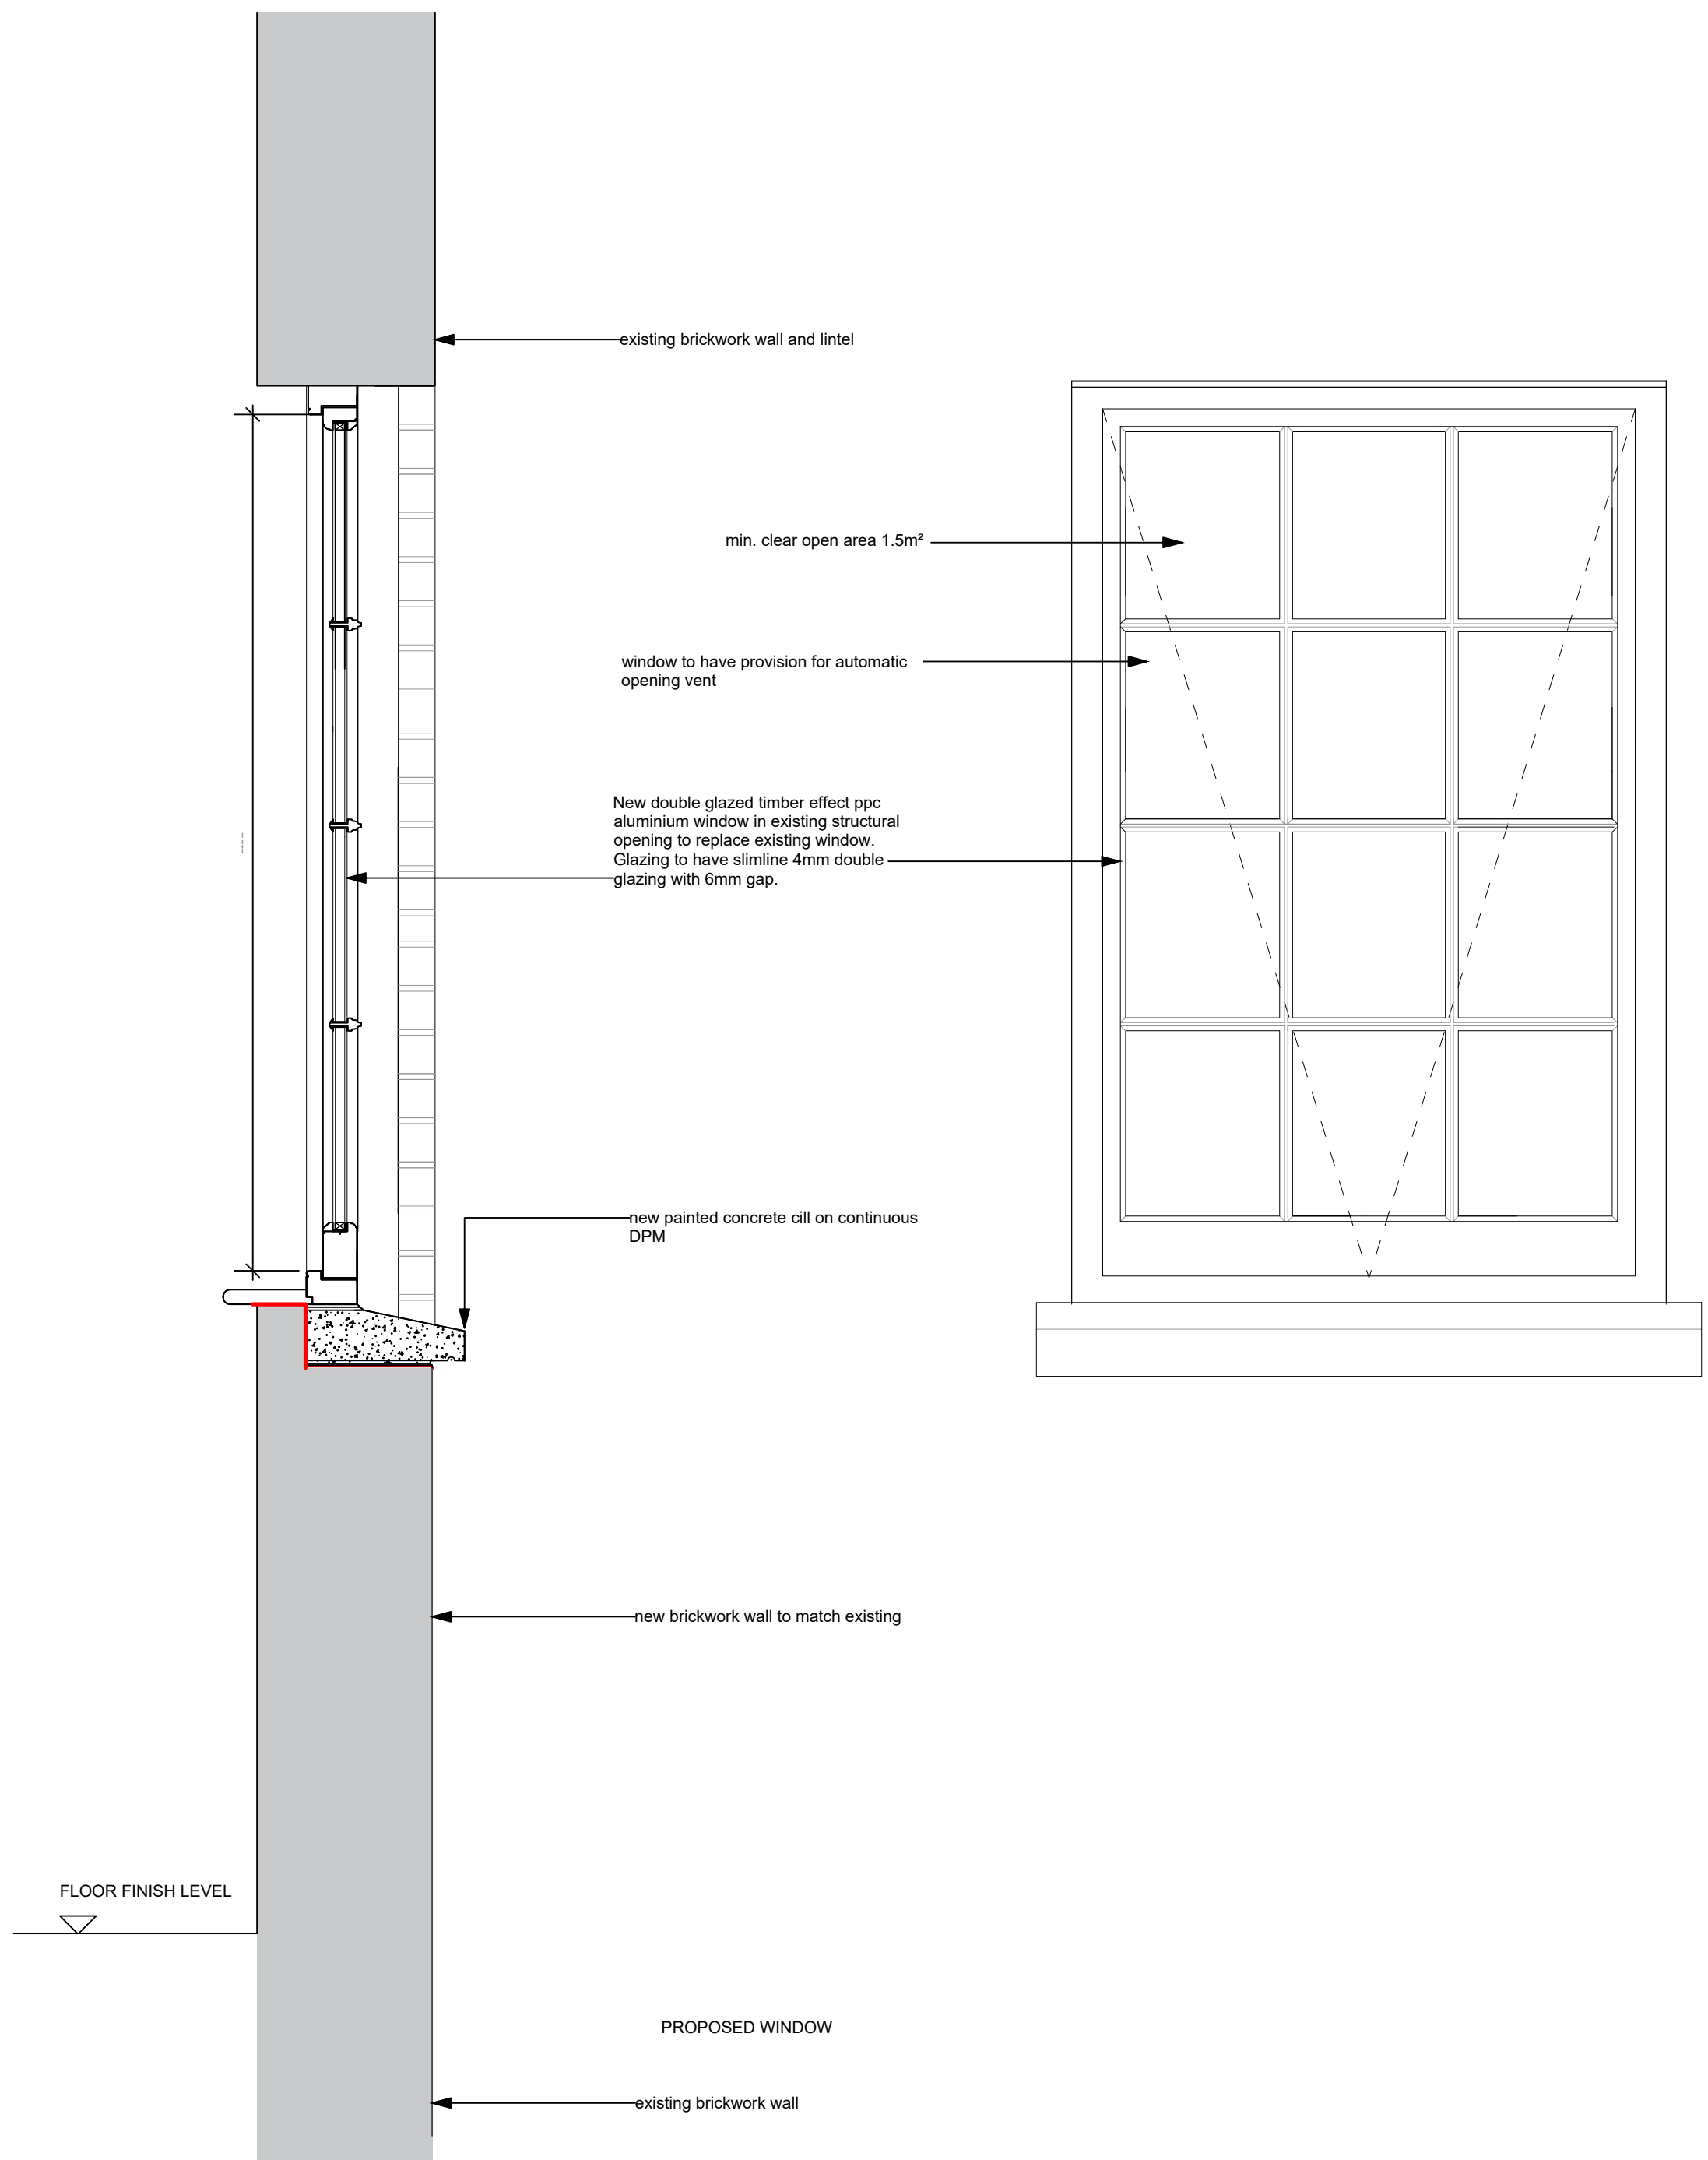 existing brickwork wall and lintel
min. clear open area 1.5m²
window to have provision for automatic
opening vent
New double glazed timber effect ppc
aluminium window in existing structural
opening to replace existing window.
Glazing to have slimline 4mm double
glazing with 6mm gap.
new painted concrete cill on continuous
DPM
new brickwork wall to match existing
FLOOR FINISH LEVEL
PROPOSED WINDOW
existing brickwork wall